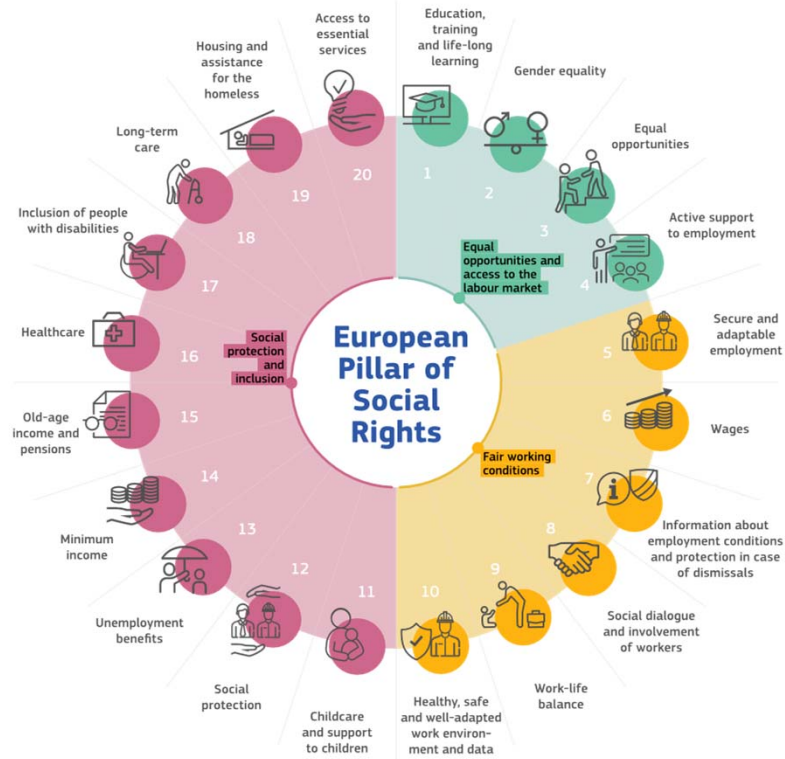 European
Pillar of
Social
Rights
Equal
opportunities and
access to the
labour market
1
Education,
training
and life-long
learning
2
Gender equality
3
Equal
opportunities
4
Active support
to employment
Fair working
conditions
5
Secure and
adaptable
employment
6
Wages
7
Information about
employment conditions
and protection in case
of dismissals
8
Social dialogue
and involvement
of workers
9
Work-life
balance
10
Healthy, safe
and well-adapted
work environ-
ment and data
Social
protection
and
inclusion
11
Childcare
and support
to children
12
Social
protection
13
Unemployment
benefits
14
Minimum
income
15
Old-age
income and
pensions
16
Healthcare
17
Inclusion of people
with disabilities
18
Long-term
care
19
Housing and
assistance
for the
homeless
20
Access to
essential
services